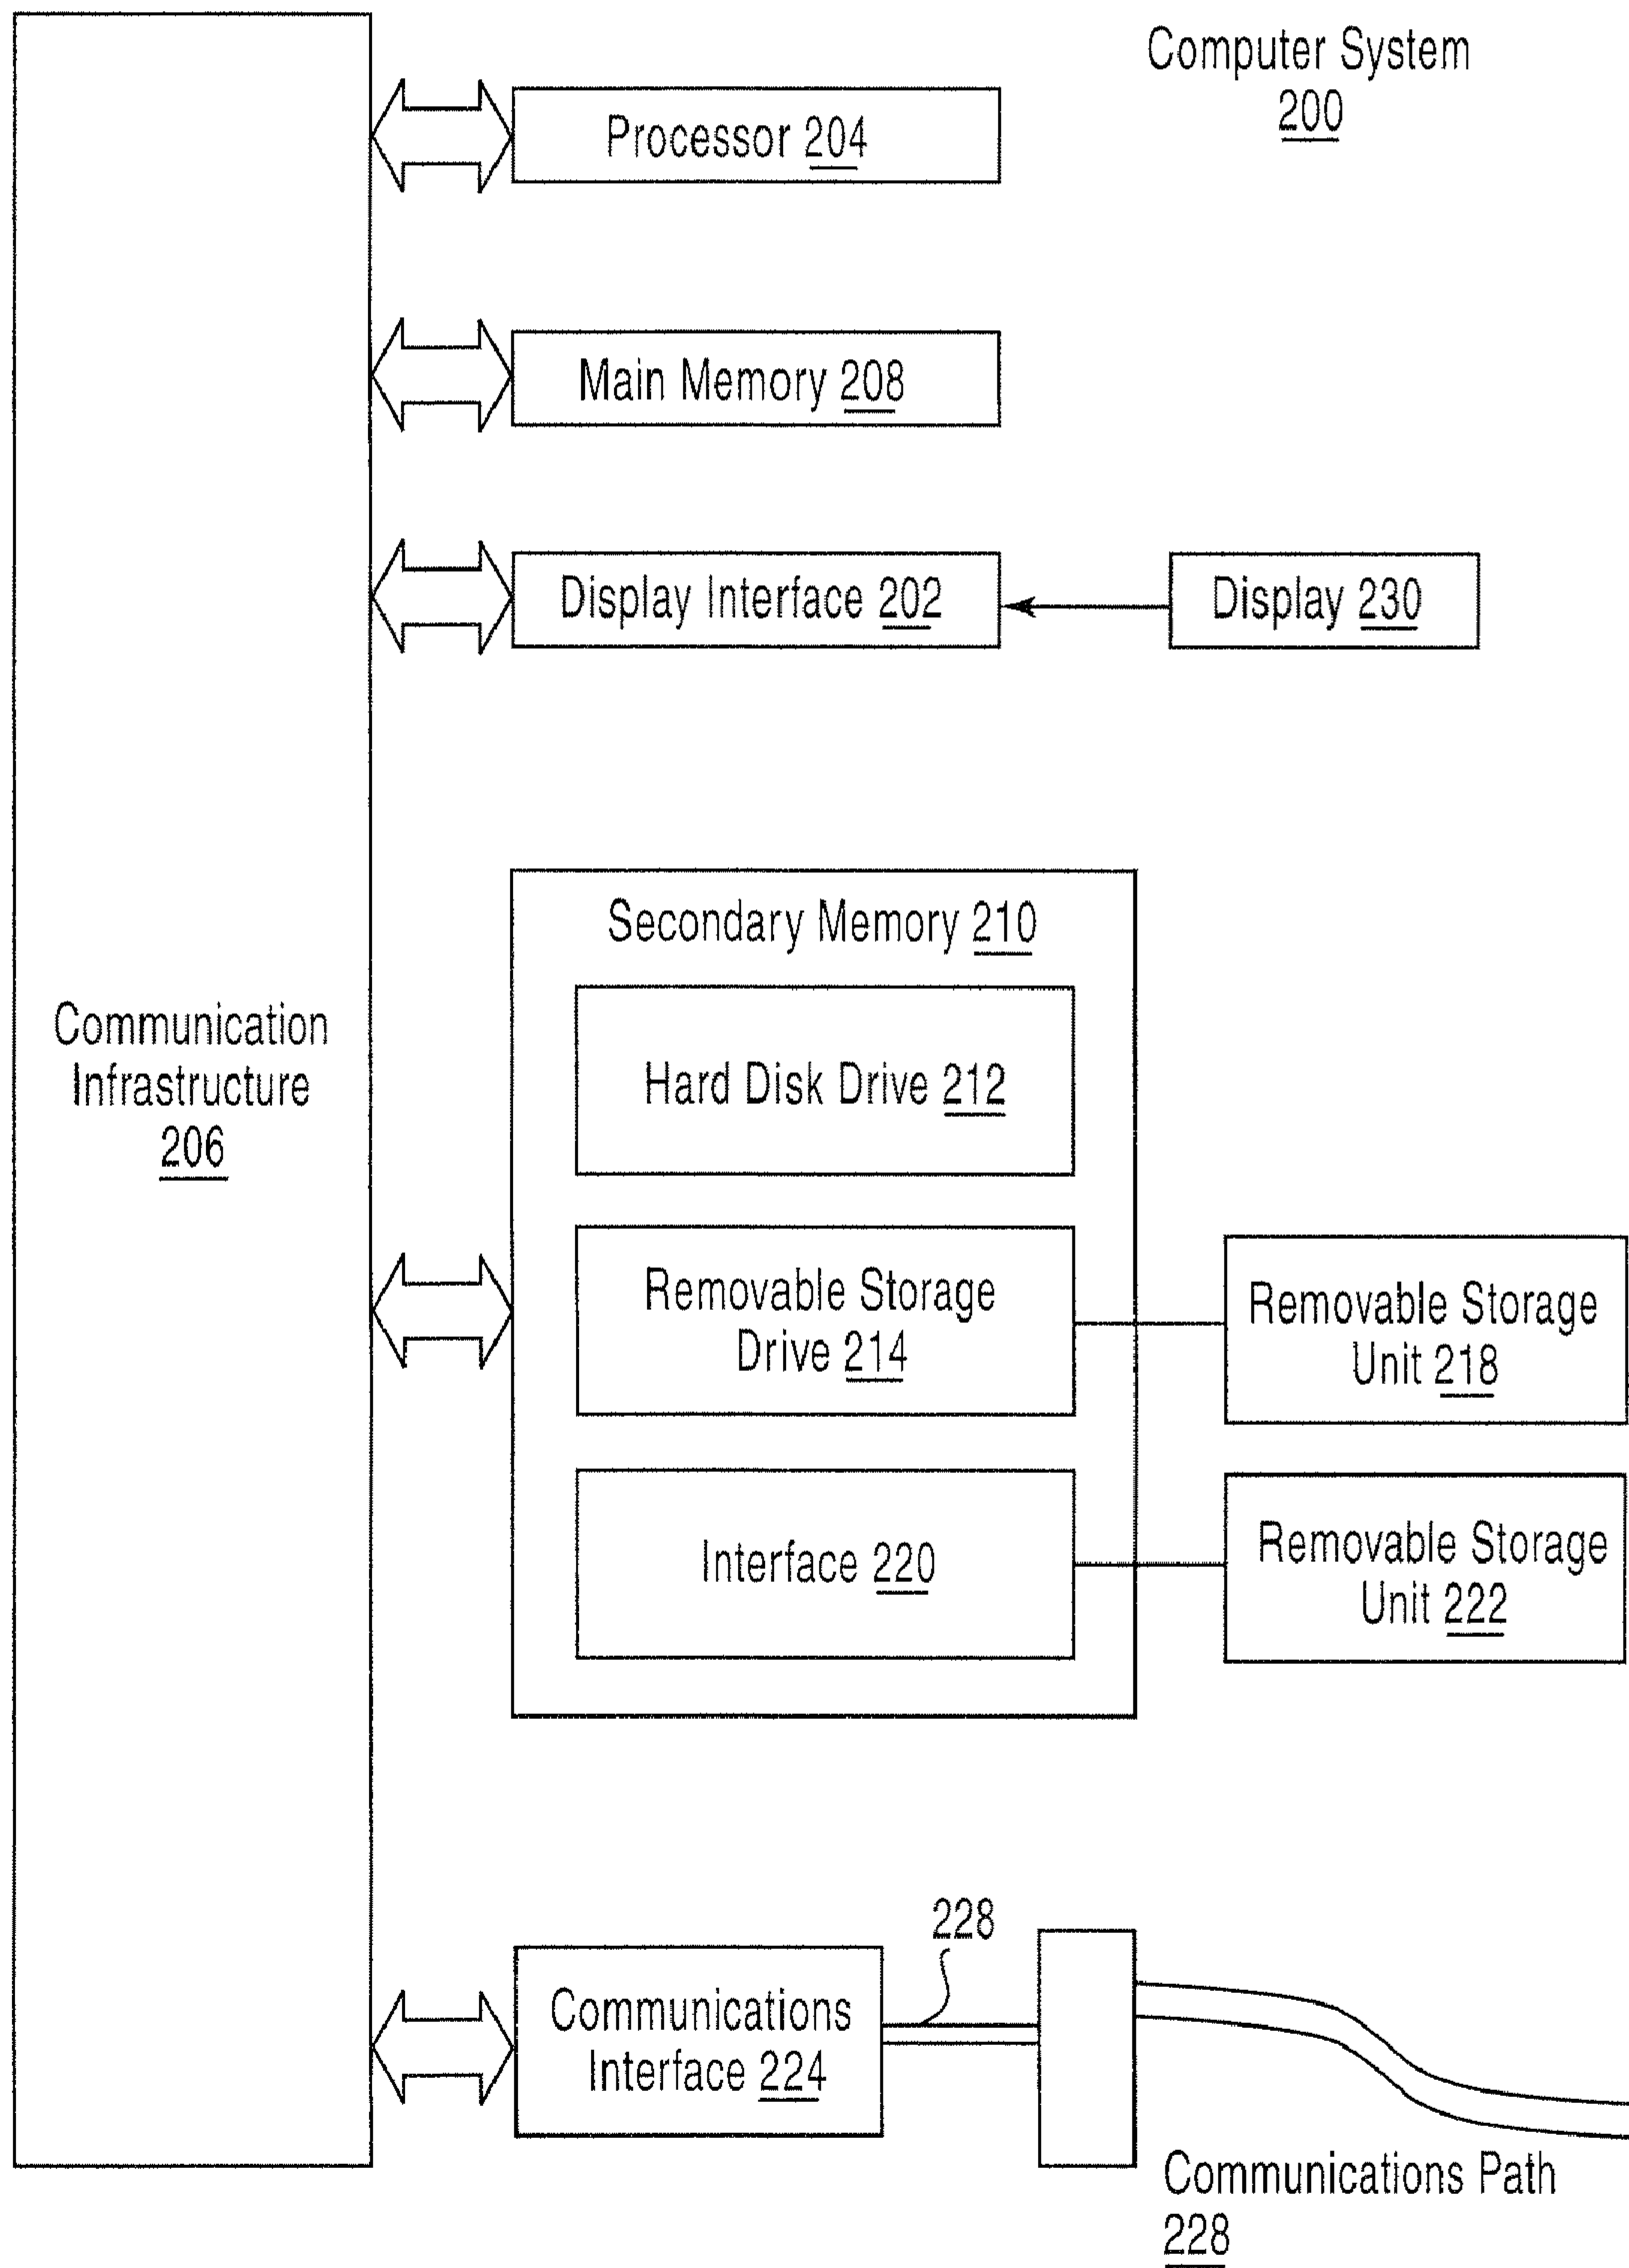 Computer System
200
Processor 204
Main Memory 208
Display Interface 202
Display 230
Secondary Memory 210
Hard Disk Drive 212
Communication
Infrastructure
206
Removable Storage
Drive 214
Removable Storage
Unit 218
Interface 220
Removable Storage
Unit 222
228
Communications
Interface 224
Communications Path
228